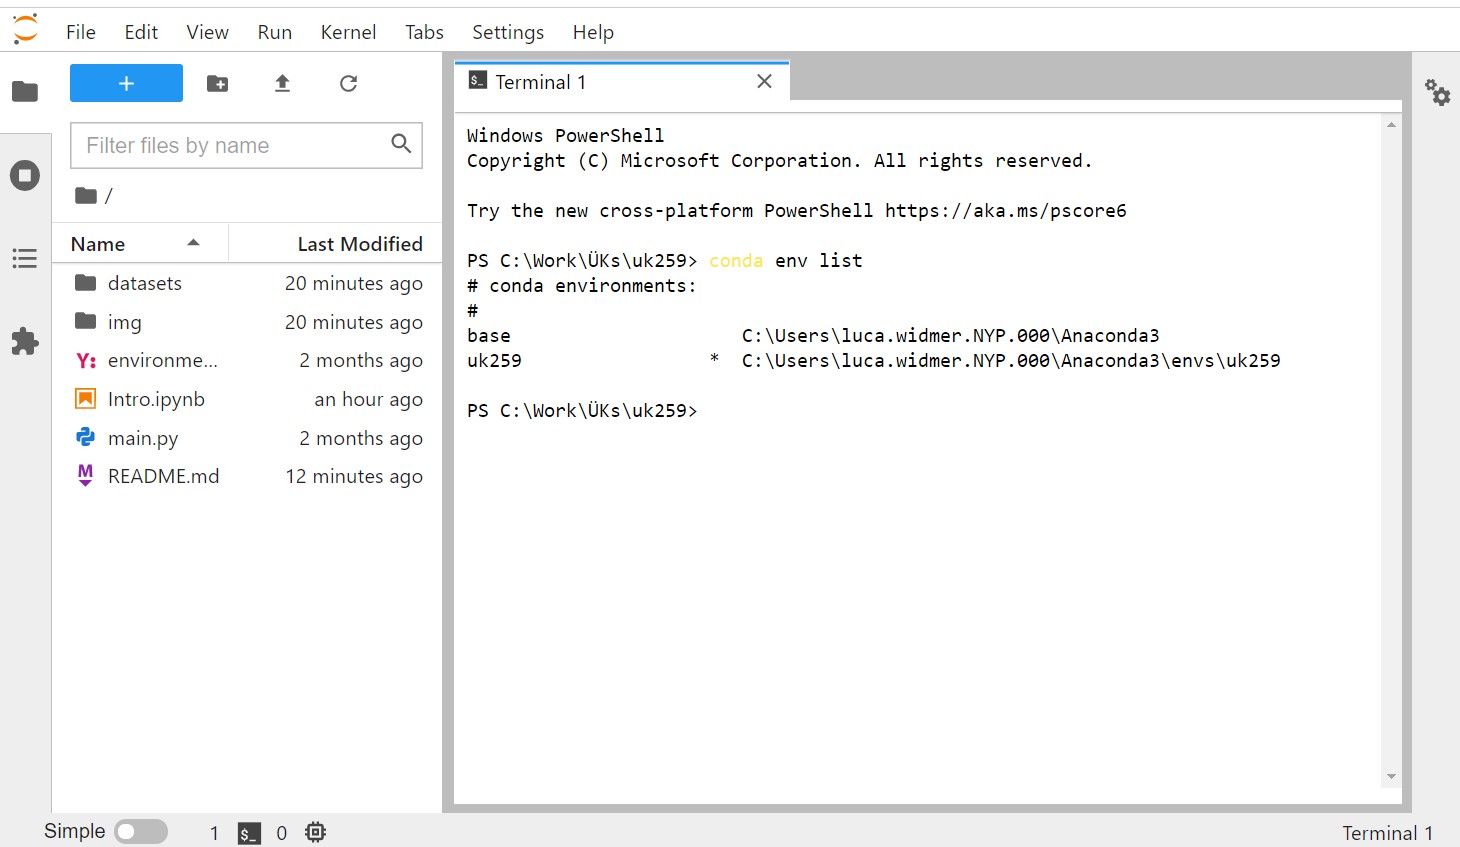 File Edit View Run Kernel Tabs Settings Help
+
Filter files by name
/
Name Last Modified
datasets 20 minutes ago
img 20 minutes ago
Y: environme... 2 months ago
Intro.ipynb an hour ago
main.py 2 months ago
M README.md 12 minutes ago
$_ Terminal 1
Windows PowerShell
Copyright (C) Microsoft Corporation. All rights reserved.
Try the new cross-platform PowerShell https://aka.ms/pscore6
PS C:\Work\ÜKs\uk259> conda env list
# conda environments:
#
base C:\Users\luca.widmer.NYP.000\Anaconda3
uk259 * C:\Users\luca.widmer.NYP.000\Anaconda3\envs\uk259
PS C:\Work\ÜKs\uk259>
Simple 1 $_ 0 Terminal 1